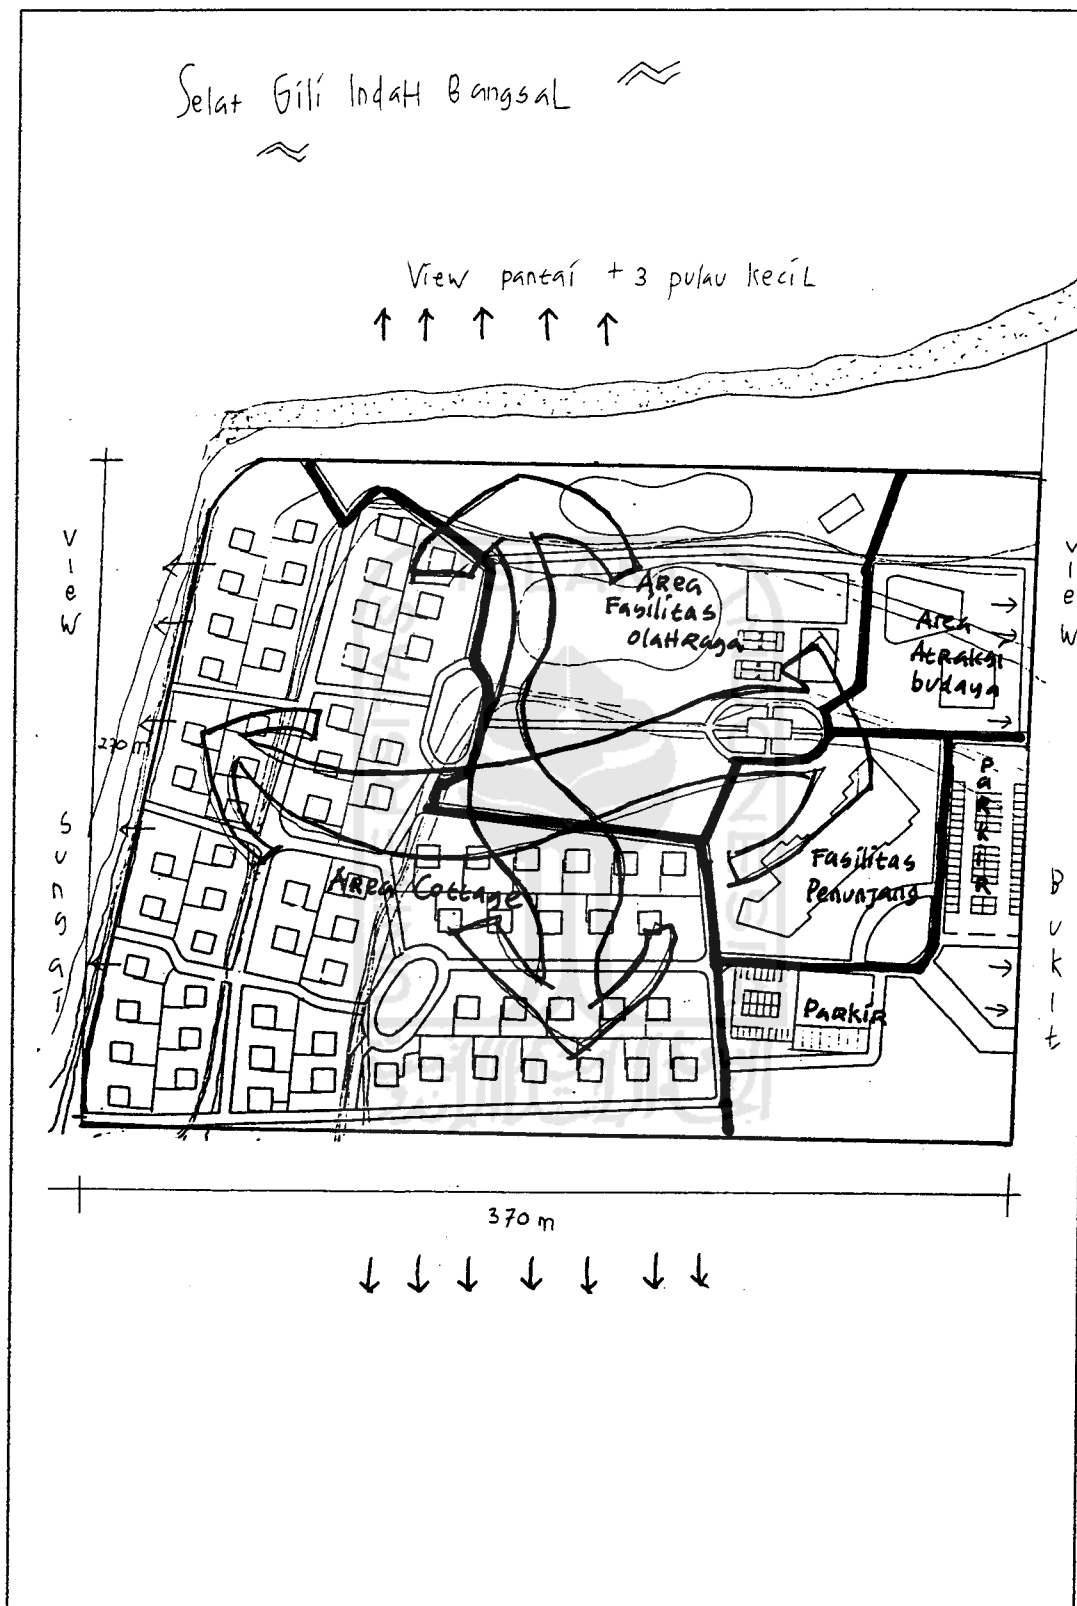 Selat Gili Indah Bangsal
View pantai + 3 pulau kecil
View
270 m
Sungai
Area
Fasilitas
Olahraga
Area
Atraksi
budaya
View
Bukit
Parkir
Fasilitas
Penunjang
Area Cottage
Parkir
370 m